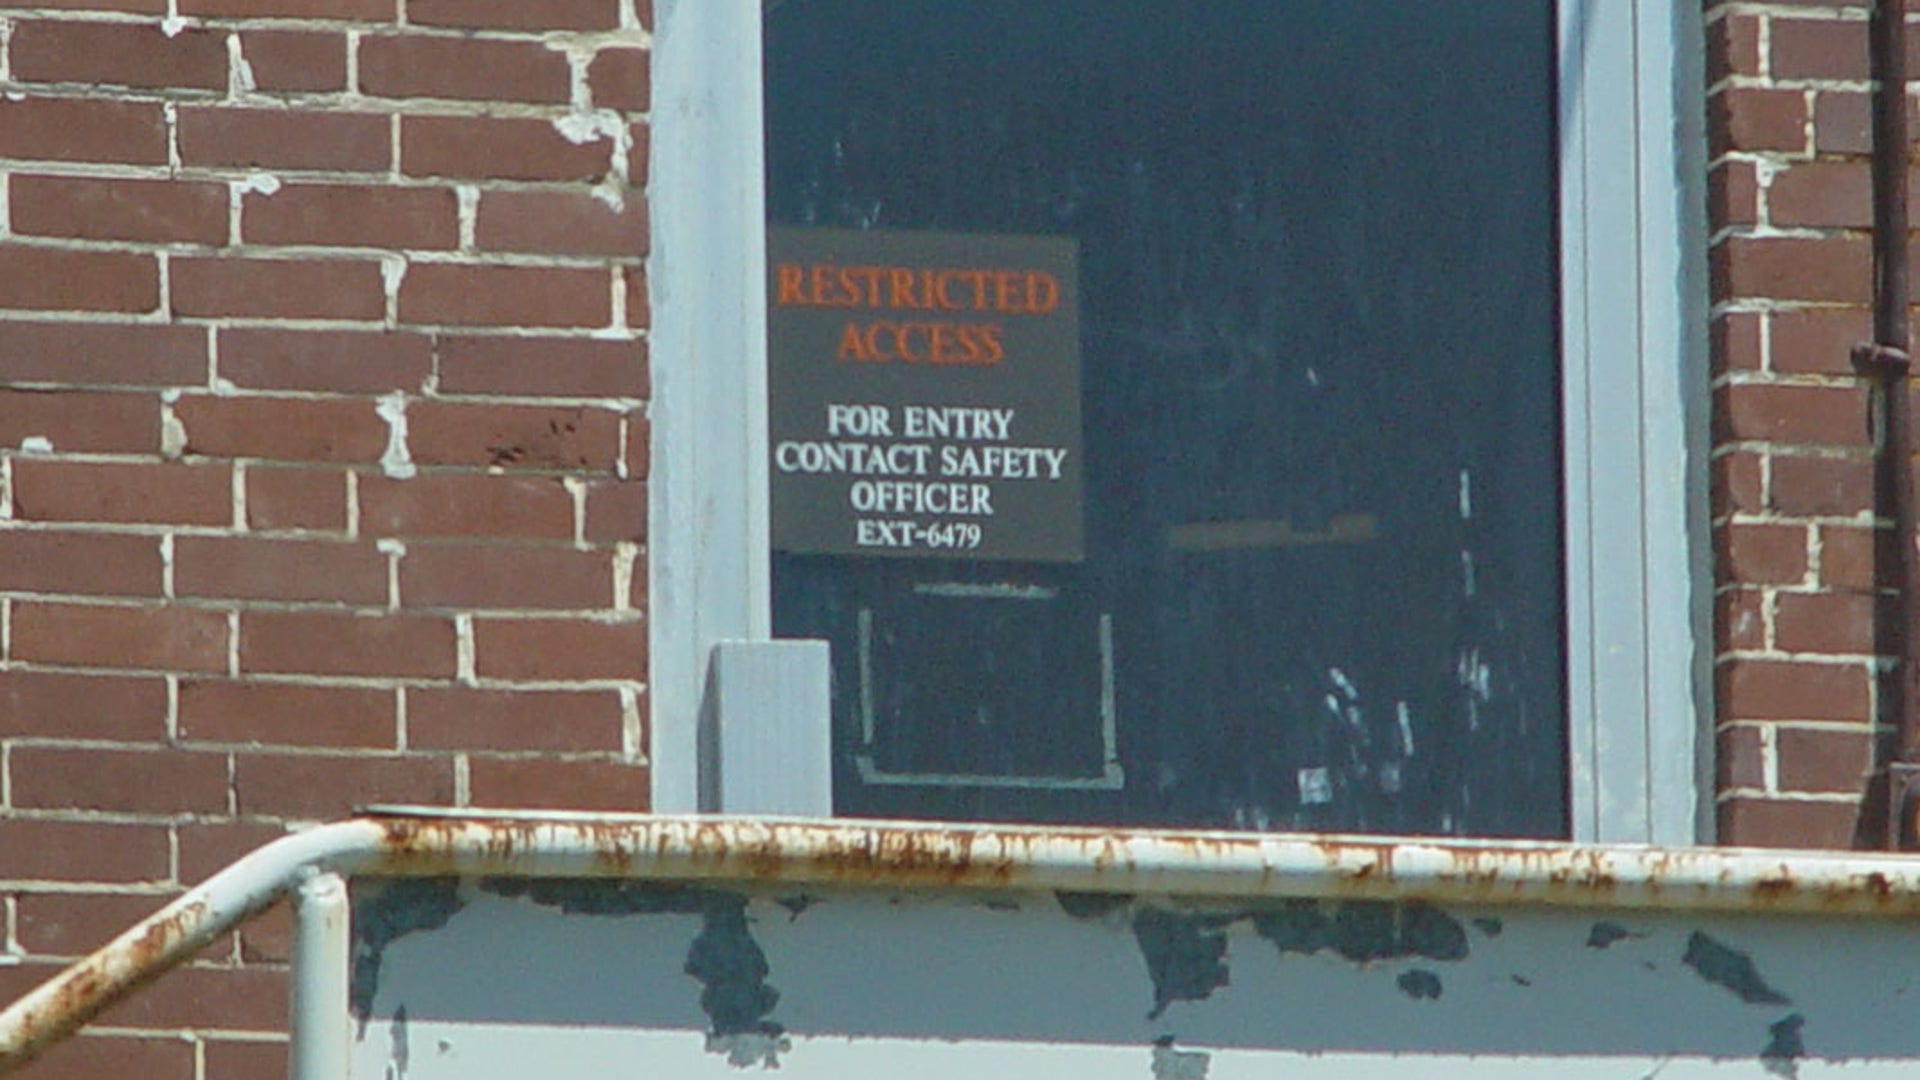 RESTRICTED
ACCESS
FOR ENTRY
CONTACT SAFETY
OFFICER
EXT-6479